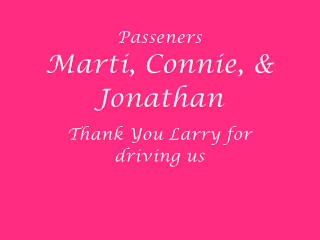 Passeners
Marti, Connie, &
Jonathan
Thank You Larry for
driving us